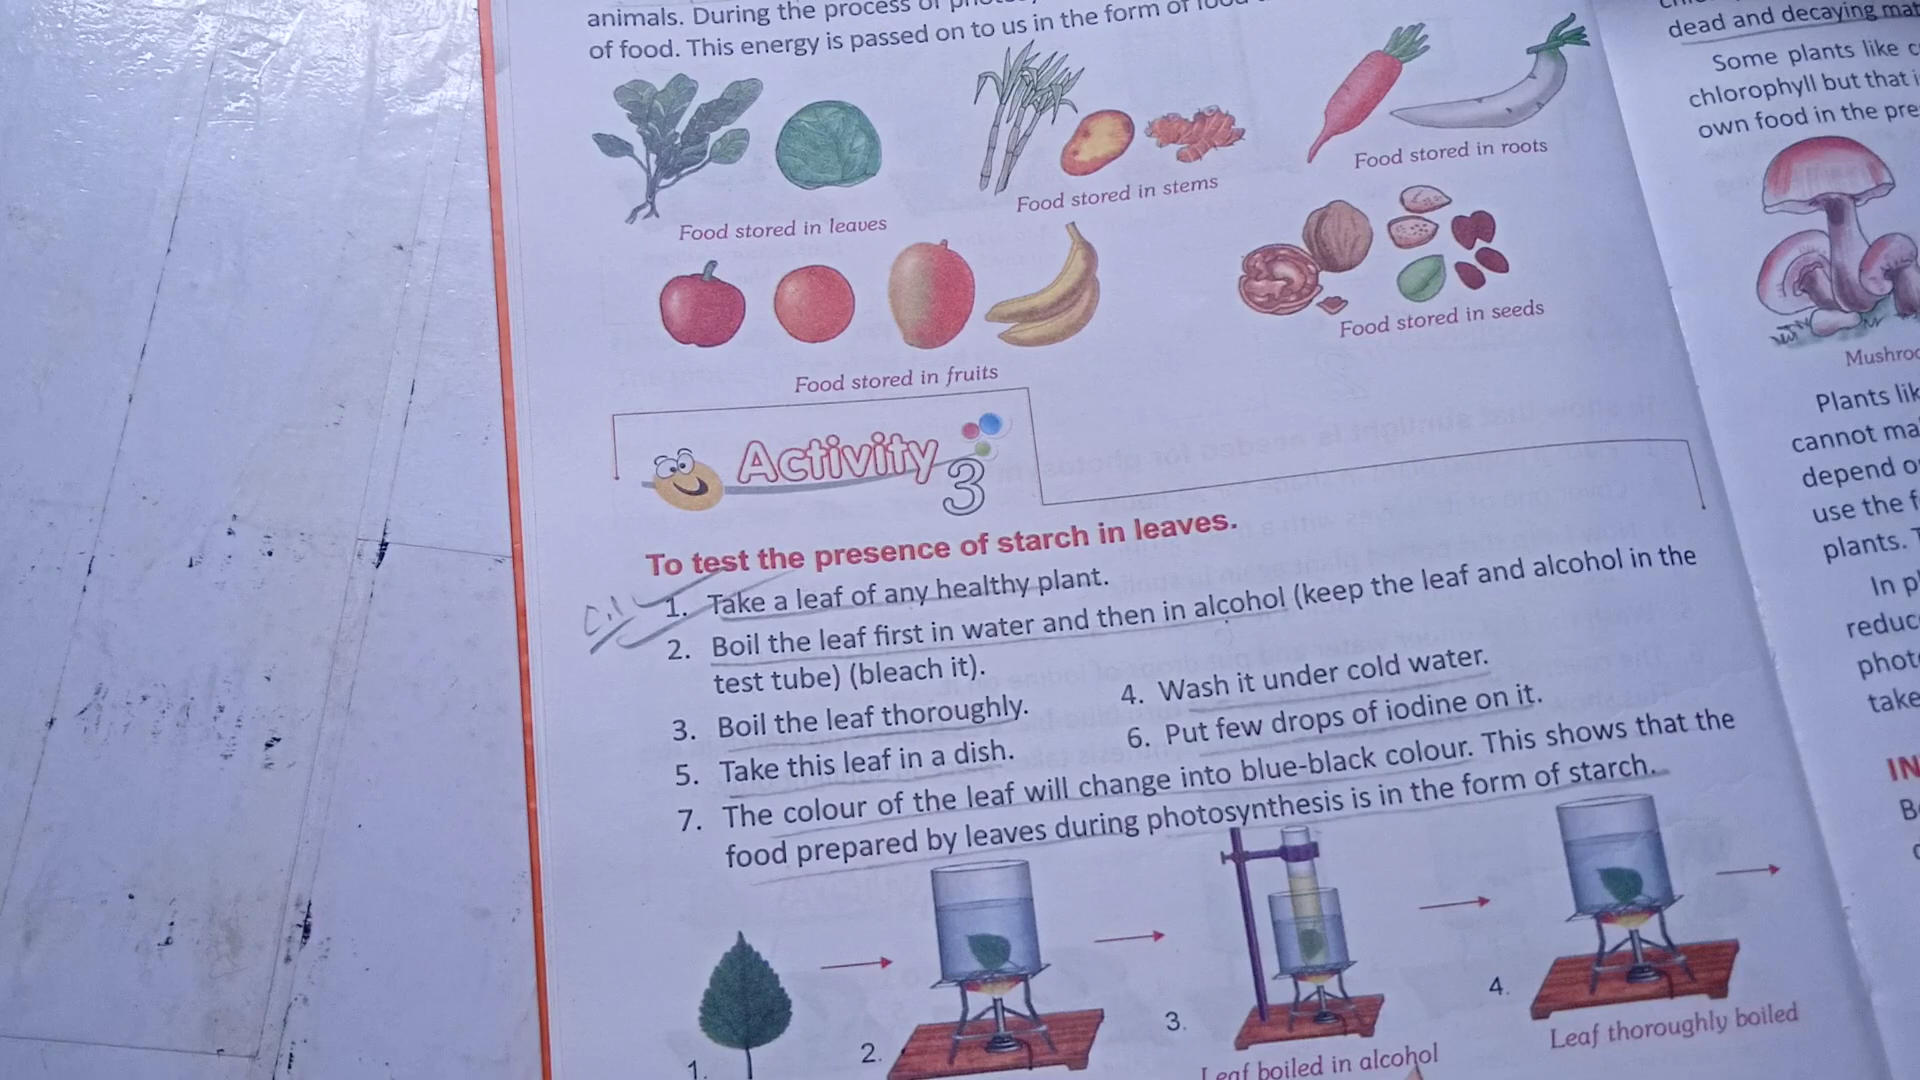 animals. During the process of
of food. This energy is passed on to us in the form of food
Food stored in leaves
Food stored in stems
Food stored in roots
Food stored in fruits
Food stored in seeds
Activity 3
To test the presence of starch in leaves.
1. Take a leaf of any healthy plant.
2. Boil the leaf first in water and then in alcohol (keep the leaf and alcohol in the
test tube) (bleach it).
3. Boil the leaf thoroughly.
4. Wash it under cold water.
5. Take this leaf in a dish.
6. Put few drops of iodine on it.
7. The colour of the leaf will change into blue-black colour. This shows that the
food prepared by leaves during photosynthesis is in the form of starch.
1.
2.
3.
Leaf boiled in alcohol
4.
Leaf thoroughly boiled
dead and decaying
Some plants like
chlorophyll but that
own food in the
Plants
cannot
depend
use the
plants.
In
take